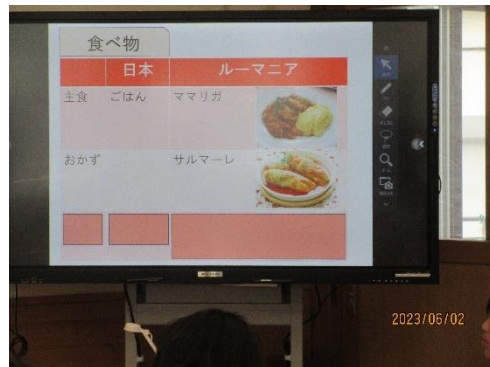 食べ物
日本 ルーマニア
主食 ごはん ママリガ
おかず サルマーレ
2023/06/02